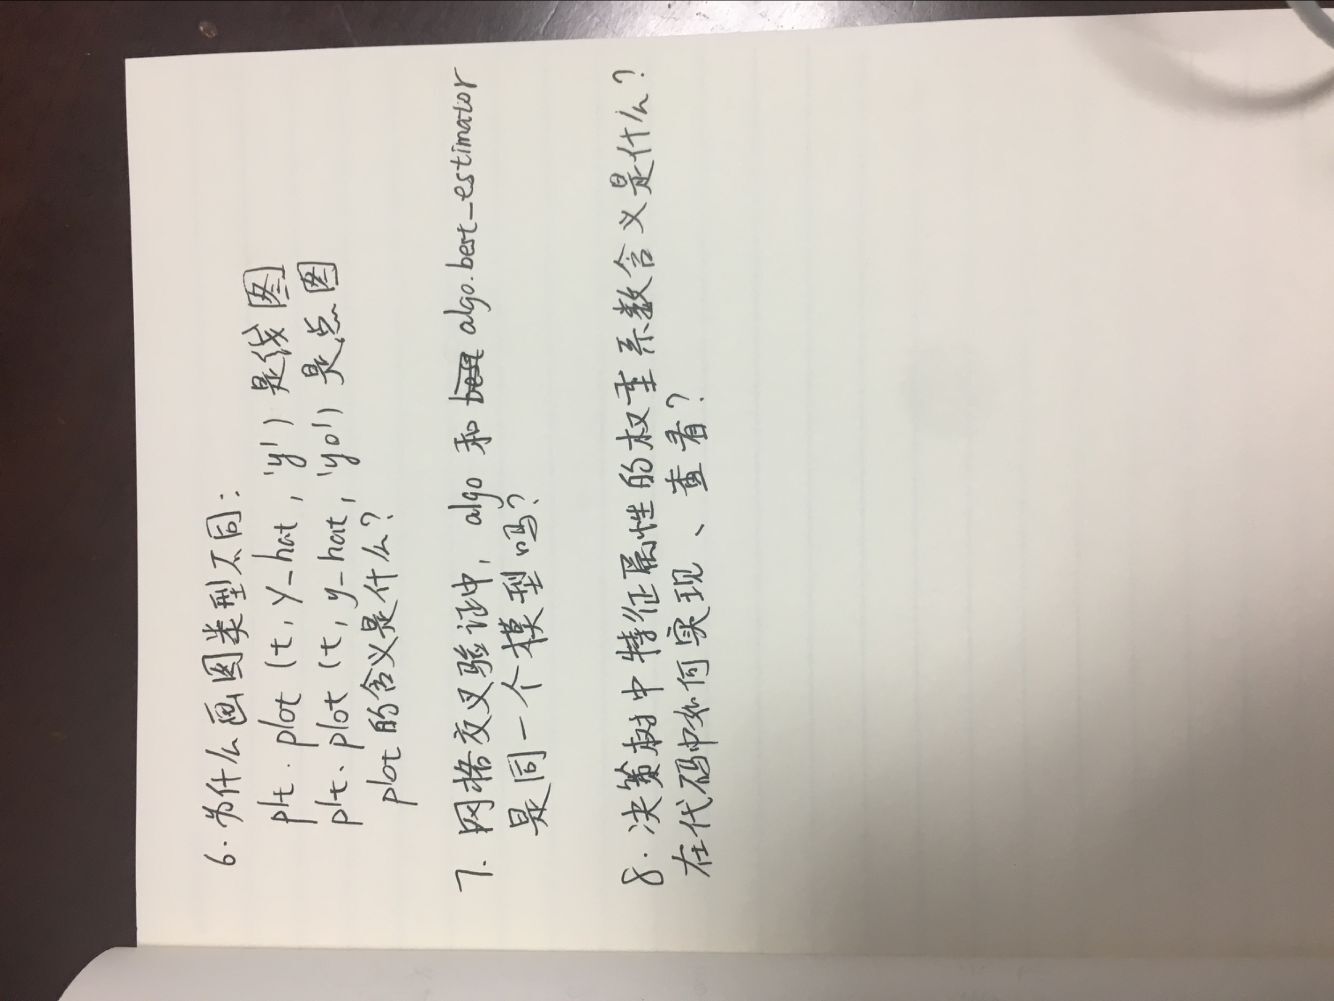 6. 为什么画图类型不同:
plt.plot (t, y_hat, 'y') 是线图
plt.plot (t, y_hat, 'yo') 是点图
plot的含义是什么?
7. 网格交叉验证中, algo 和 algo.best_estimator
是同一个模型吗?
8. 决策树中特征属性的权重系数含义是什么?
在代码中如何实现、查看?